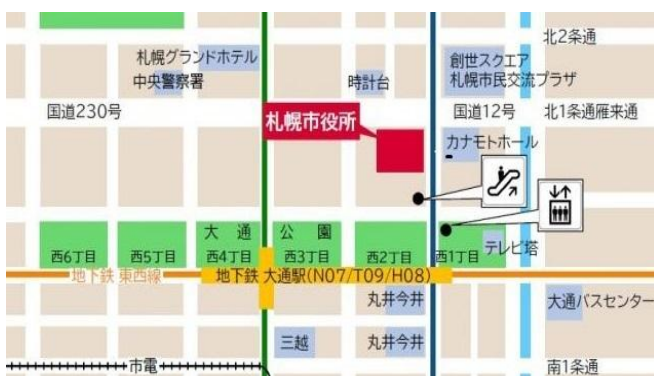 北2条通
札幌グランドホテル
創世スクエア
中央警察署
時計台
札幌市民交流プラザ
国道230号
札幌市役所
国道12号
北1条通雁来通
カナモトホール
大通公園
西6丁目
西5丁目
西4丁目
西3丁目
西2丁目
西1丁目
テレビ塔
地下鉄 東西線
地下鉄 大通駅(N07/T09/H08)
丸井今井
大通バスセンター
三越
丸井今井
市電
南1条通